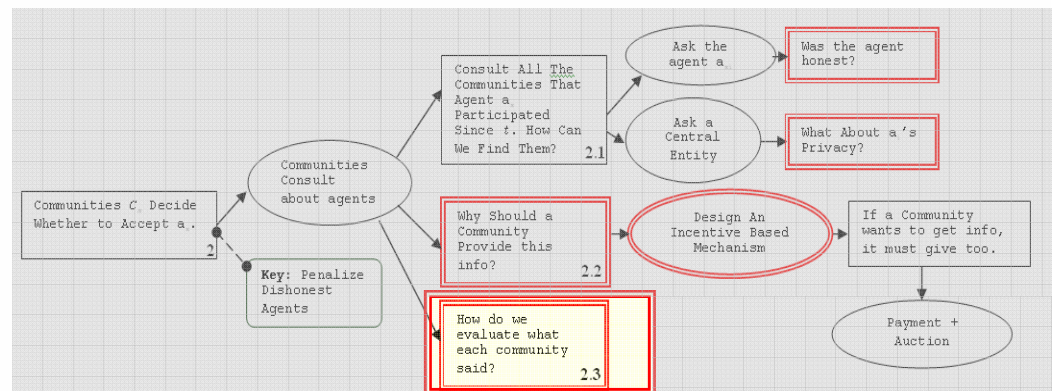 Communities C. Decide
Whether to Accept a.
2
Key: Penalize
Dishonest
Agents
Communities
Consult
about agents
Consult All The
Communities That
Agent a
Participated
Since t. How Can
We Find Them?
2.1
Ask the
agent a
Was the agent
honest?
Ask a
Central
Entity
What About a's
Privacy?
Why Should a
Community
Provide this
info?
2.2
Design An
Incentive Based
Mechanism
If a Community
wants to get info,
it must give too.
Payment +
Auction
How do we
evaluate what
each community
said?
2.3